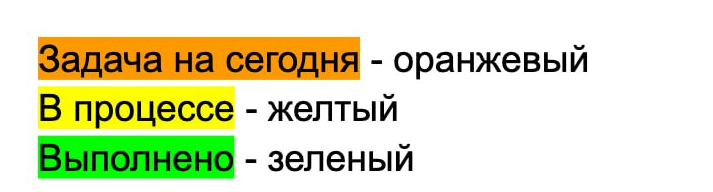 Задача на сегодня - оранжевый
В процессе - желтый
Выполнено - зеленый